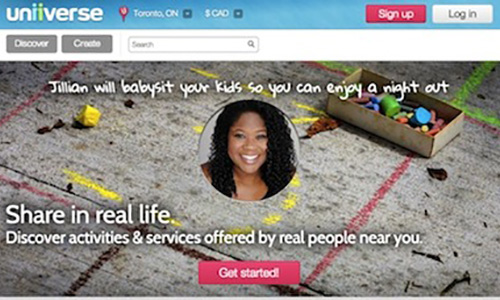 uniiverse
Toronto, ON $ CAD Sign up Log in
Discover Create Search
Jillian will babysit your kids so you can enjoy a night out
Share in real life.
Discover activities & services offered by real people near you.
Get started!